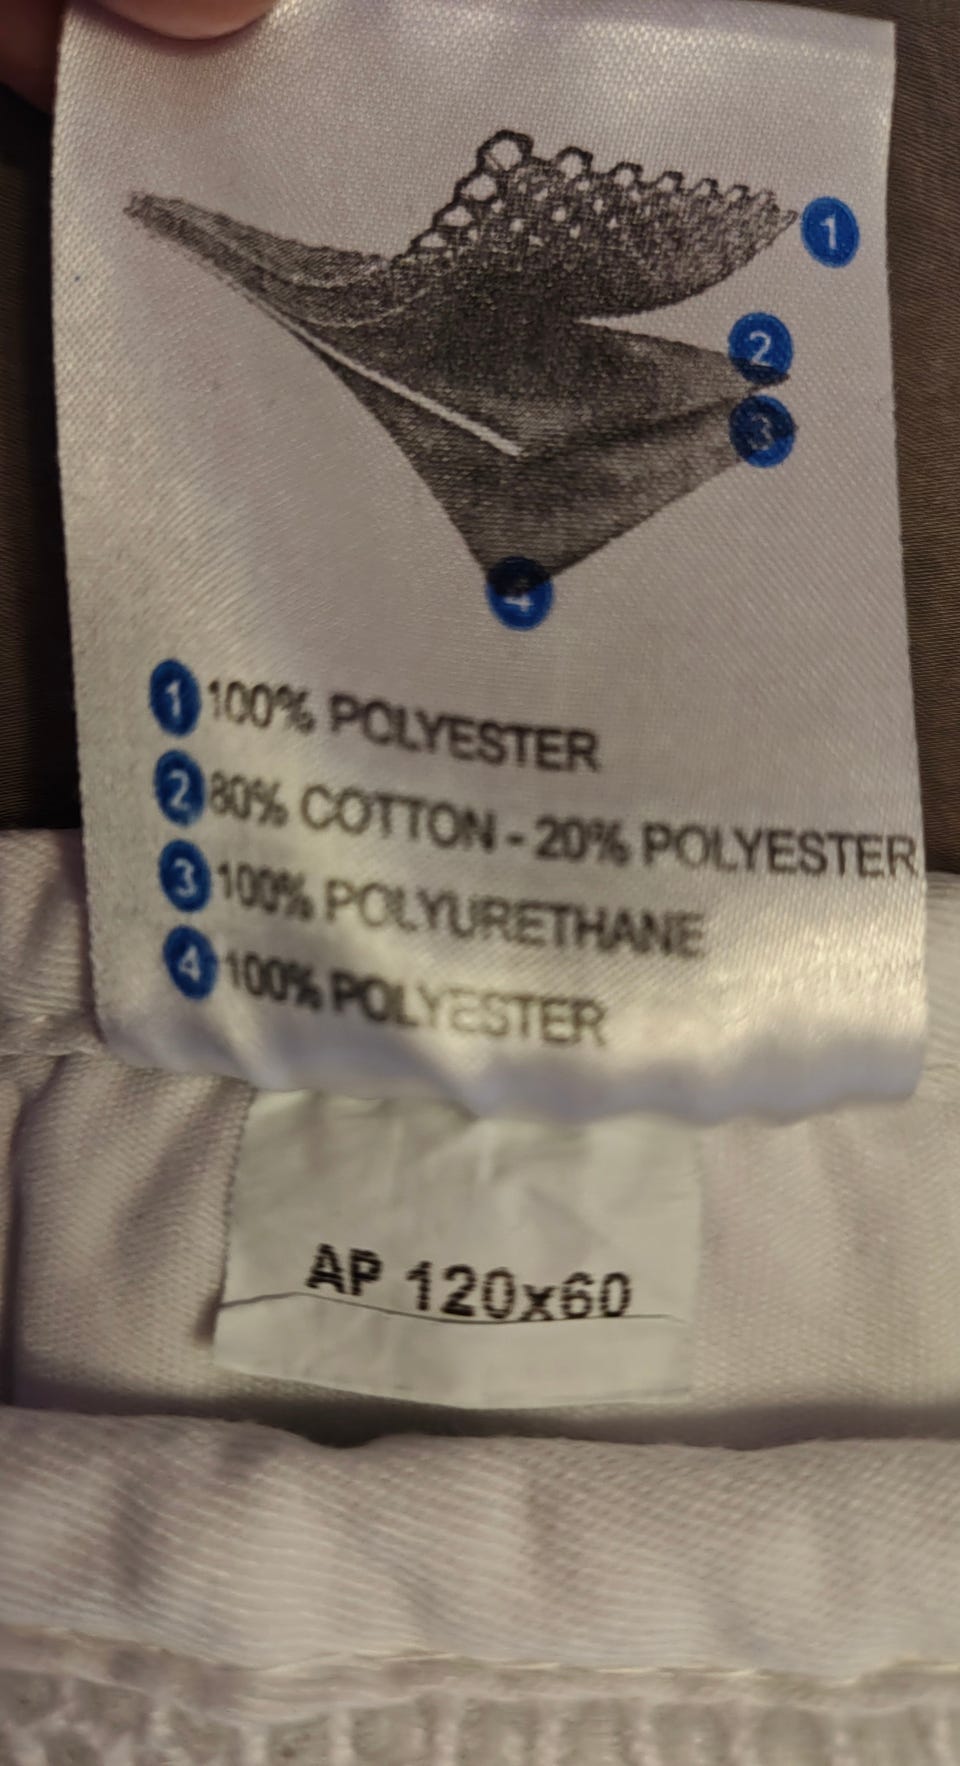 1
2
3
4
1 100% POLYESTER
2 80% COTTON - 20% POLYESTER
3 100% POLYURETHANE
4 100% POLYESTER
AP 120x60